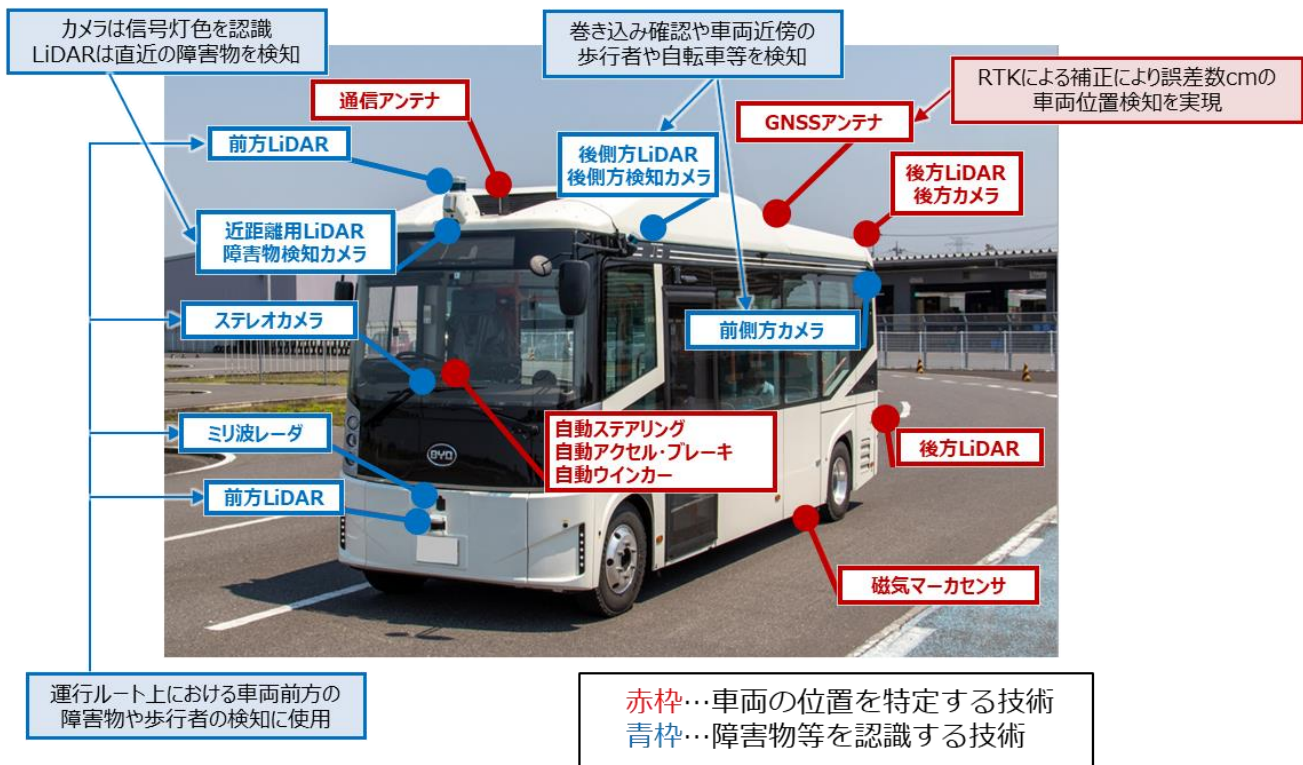 カメラは信号灯色を認識
LiDARは直近の障害物を検知
巻き込み確認や車両近傍の
歩行者や自転車等を検知
RTKによる補正により誤差数cmの
車両位置検知を実現
通信アンテナ
GNSSアンテナ
前方LiDAR
後側方LiDAR
後側方検知カメラ
後方LiDAR
後方カメラ
近距離用LiDAR
障害物検知カメラ
ステレオカメラ
前側方カメラ
ミリ波レーダ
BYD
自動ステアリング
自動アクセル・ブレーキ
自動ウインカー
後方LiDAR
前方LiDAR
磁気マーカセンサ
運行ルート上における車両前方の
障害物や歩行者の検知に使用
赤枠…車両の位置を特定する技術
青枠…障害物等を認識する技術